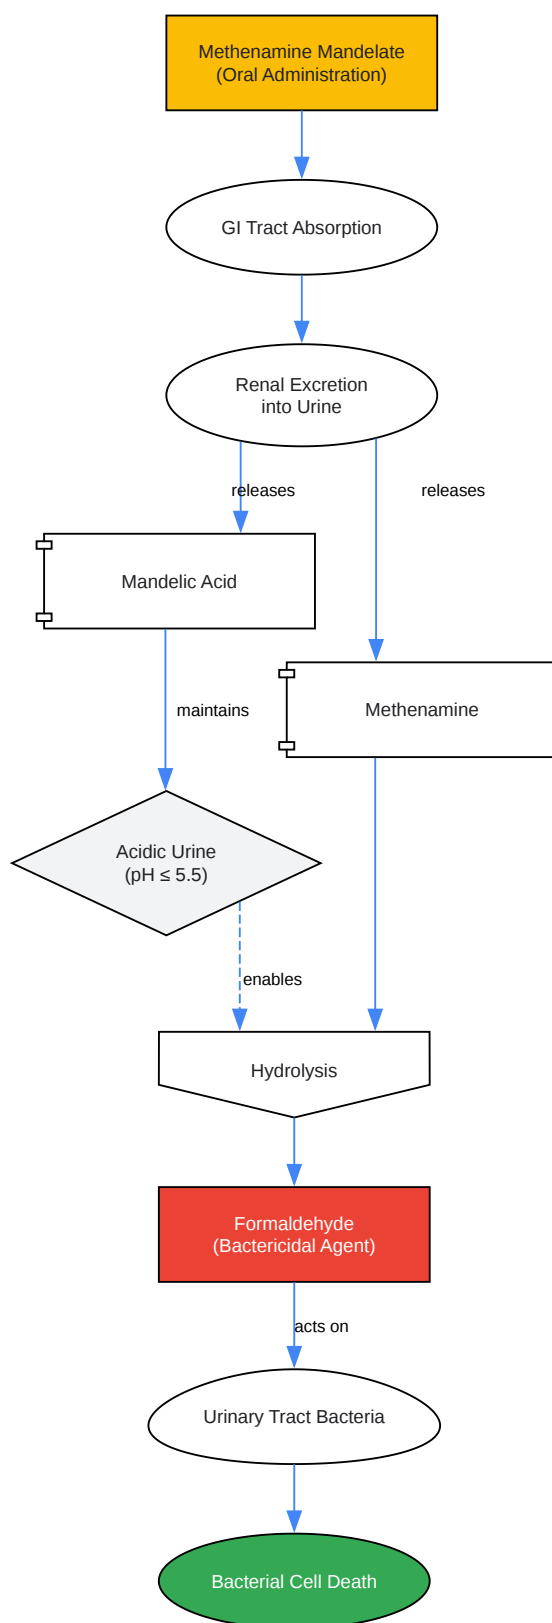 Methenamine Mandelate
(Oral Administration)
GI Tract Absorption
Renal Excretion
into Urine
releases
releases
Mandelic Acid
Methenamine
maintains
Acidic Urine
(pH ≤ 5.5)
enables
Hydrolysis
Formaldehyde
(Bactericidal Agent)
acts on
Urinary Tract Bacteria
Bacterial Cell Death